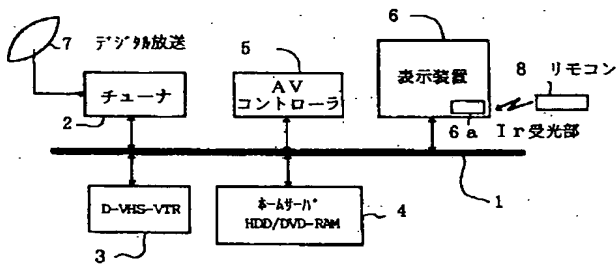 7 デジタル放送
チューナ
2
5
AV
コントローラ
6
表示装置
6a Ir受光部
8 リモコン
1
D-VHS-VTR
3
ホームサーバ
HDD/DVD-RAM
4